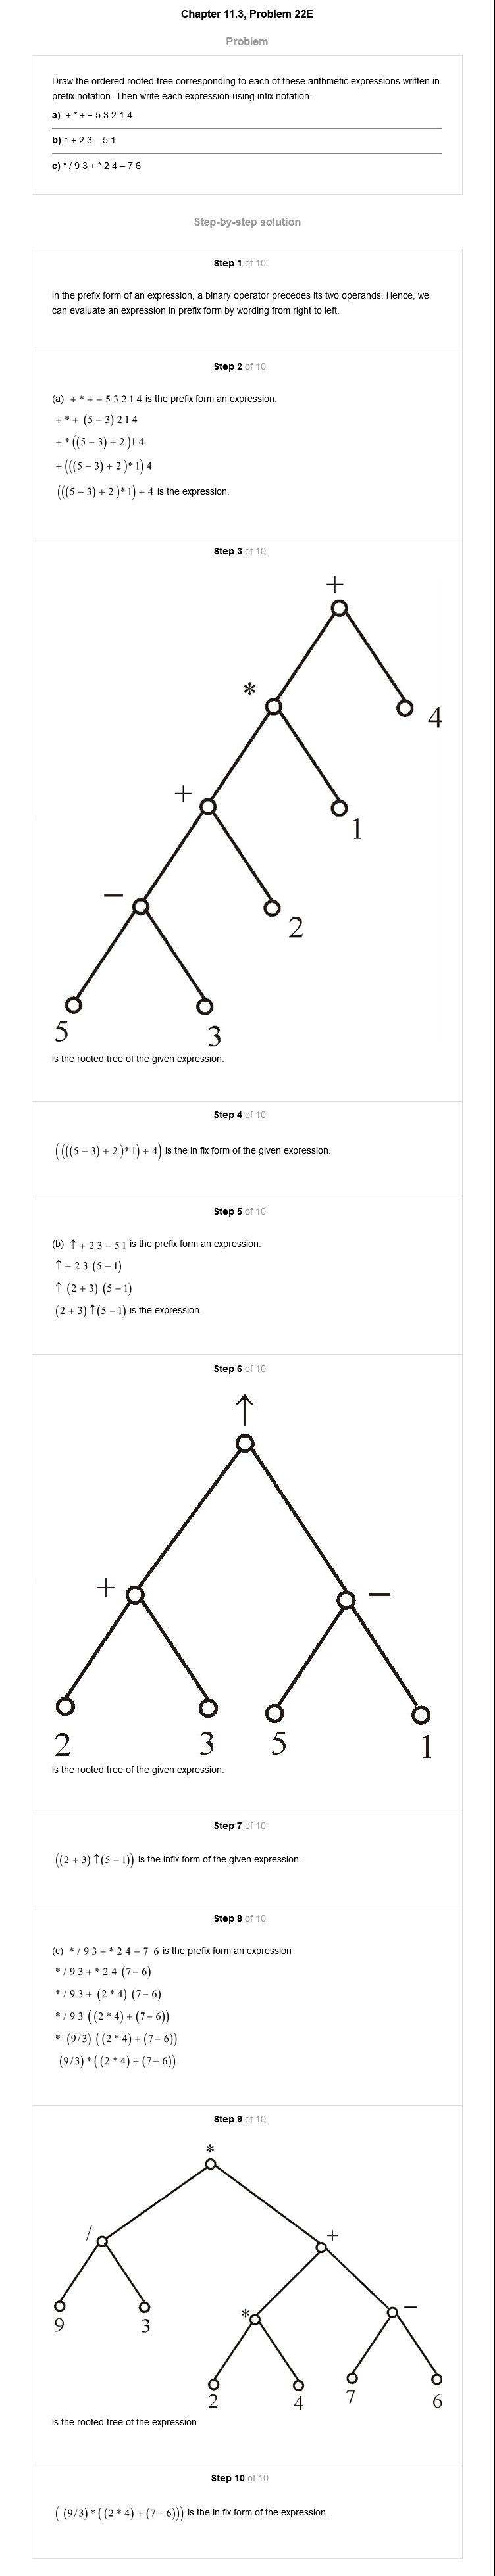 Chapter 11.3, Problem 22E
Problem
Draw the ordered rooted tree corresponding to each of these arithmetic expressions written in
prefix notation. Then write each expression using infix notation.
a) + * + − 5 3 2 1 4
b) ↑ + 2 3 – 5 1
c) * / 9 3 + * 2 4 – 7 6
Step-by-step solution
Step 1 of 10
In the prefix form of an expression, a binary operator precedes its two operands. Hence, we
can evaluate an expression in prefix form by wording from right to left.
Step 2 of 10
(a) + * + − 5 3 2 1 4 is the prefix form an expression.
+ * + (5 − 3) 2 1 4
+ * ((5 − 3) + 2 )1 4
+ (((5 − 3) + 2 )* 1) 4
(((5 − 3) + 2 )* 1) + 4 is the expression.
Step 3 of 10
+
*
4
+
1
−
2
5
3
Is the rooted tree of the given expression.
Step 4 of 10
((((5 − 3) + 2 )* 1) + 4) is the in fix form of the given expression.
Step 5 of 10
(b) ↑ + 2 3 − 5 1 is the prefix form an expression.
↑ + 2 3 (5 − 1)
↑ (2 + 3) (5 − 1)
(2 + 3) ↑(5 − 1) is the expression.
Step 6 of 10
↑
+ −
2 3 5 1
Is the rooted tree of the given expression.
Step 7 of 10
((2 + 3) ↑(5 − 1)) is the infix form of the given expression.
Step 8 of 10
(c) * / 9 3 + * 2 4 − 7 6 is the prefix form an expression
* / 9 3 + * 2 4 (7 − 6)
* / 9 3 + (2 * 4) (7 − 6)
* / 9 3 ((2 * 4) + (7 − 6))
* (9/3) ((2 * 4) + (7 − 6))
(9/3) * ((2 * 4) + (7 − 6))
Step 9 of 10
*
/ +
9 3 * −
2 4 7 6
Is the rooted tree of the expression.
Step 10 of 10
( (9/3) * ((2 * 4) + (7 − 6))) is the in fix form of the expression.